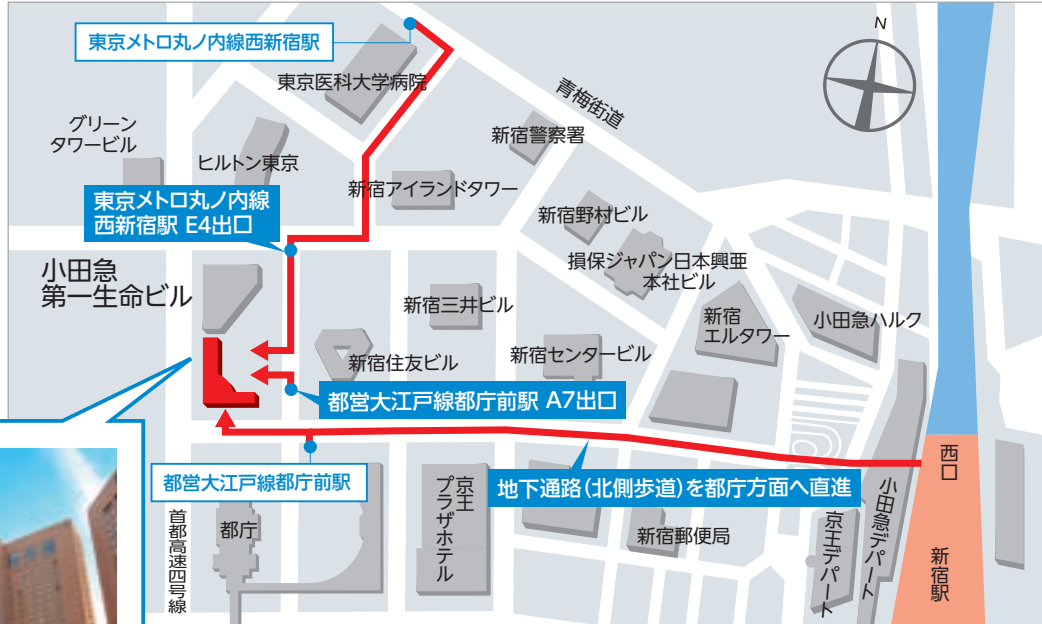 東京メトロ丸ノ内線西新宿駅
N
東京医科大学病院
青梅街道
グリーン
タワービル
新宿警察署
ヒルトン東京
新宿アイランドタワー
東京メトロ丸ノ内線
西新宿駅 E4出口
新宿野村ビル
小田急
第一生命ビル
損保ジャパン日本興亜
本社ビル
新宿三井ビル
新宿
エルタワー
小田急ハルク
新宿住友ビル
新宿センタービル
都営大江戸線都庁前駅 A7出口
西口
都営大江戸線都庁前駅
地下通路(北側歩道)を都庁方面へ直進
小田急デパート
京王
プラザホテル
首都高速四号線
都庁
新宿郵便局
京王デパート
新宿駅